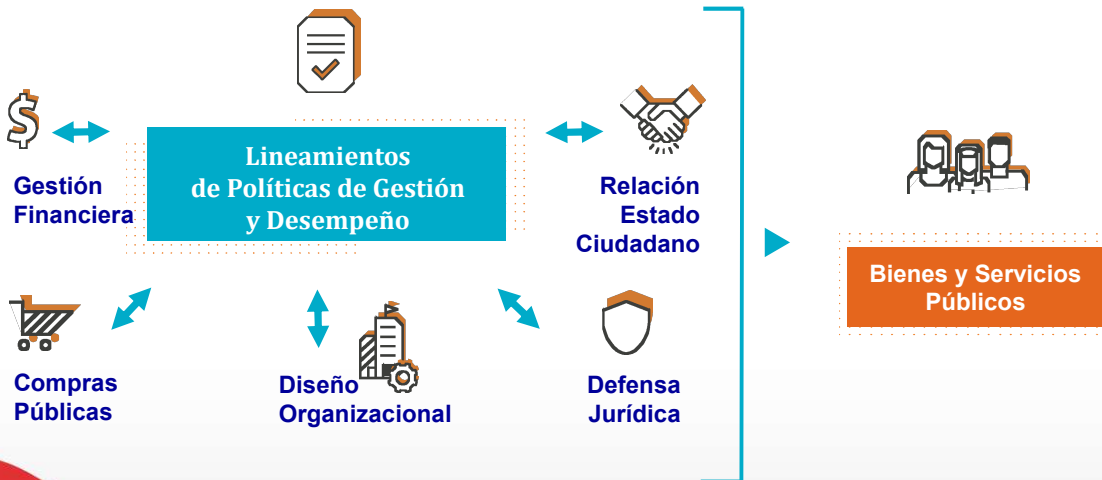 Lineamientos
de Políticas de Gestión
y Desempeño
Gestión
Financiera
Relación
Estado
Ciudadano
Bienes y Servicios
Públicos
Compras
Públicas
Diseño
Organizacional
Defensa
Jurídica